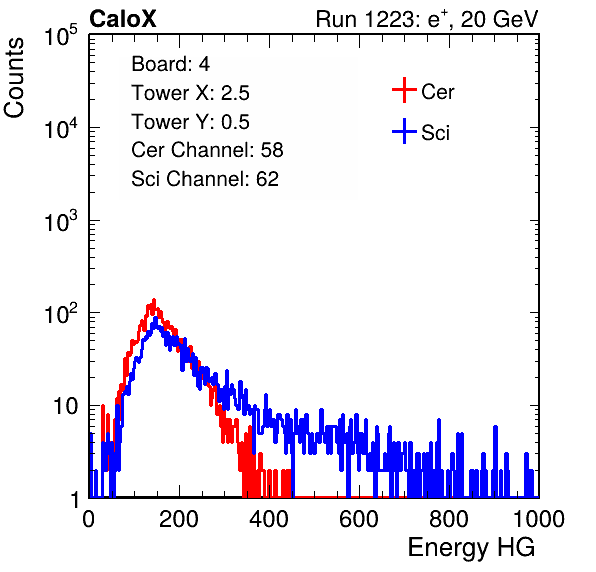 CaloX Run 1223: e⁺, 20 GeV
Counts
Board: 4
Tower X: 2.5
Tower Y: 0.5
Cer Channel: 58
Sci Channel: 62
Cer
Sci
10⁵
10⁴
10³
10²
10
1
0 200 400 600 800 1000
Energy HG